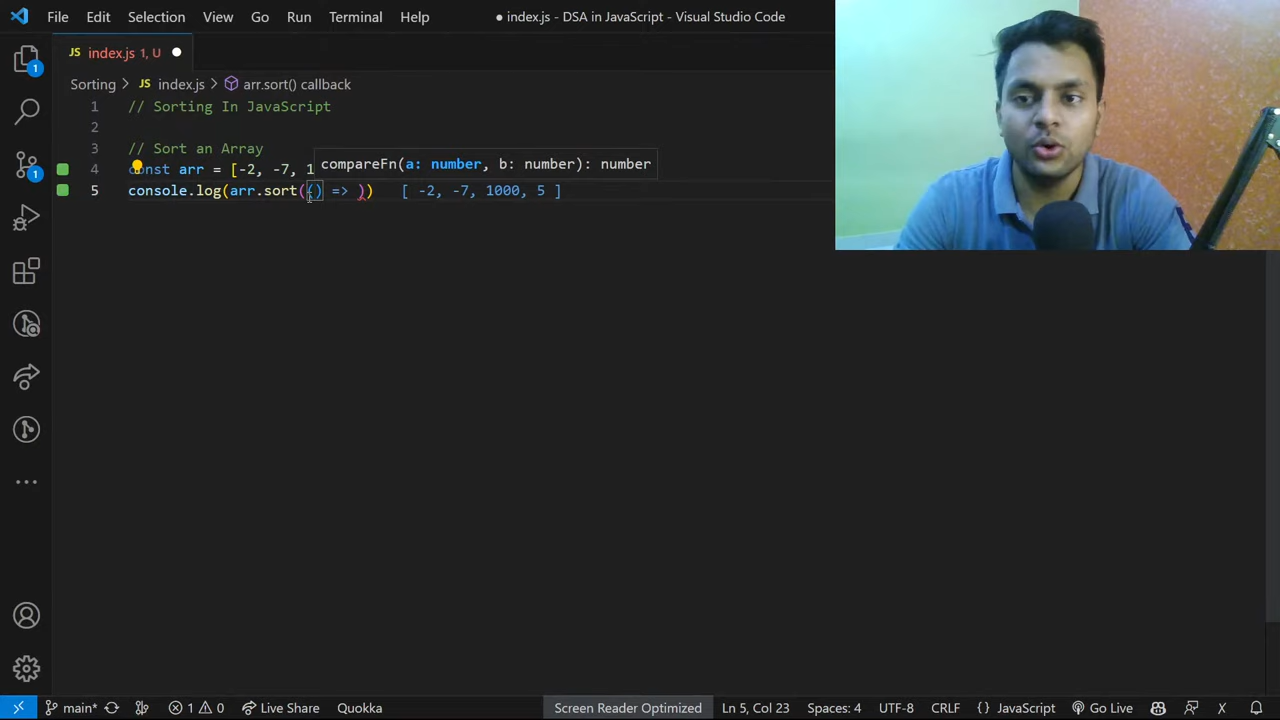 File Edit Selection View Go Run Terminal Help
● index.js - DSA in JavaScript - Visual Studio Code
JS index.js 1, U ●
Sorting > JS index.js > arr.sort() callback
1 // Sorting In JavaScript
2
3 // Sort an Array
compareFn(a: number, b: number): number
4 const arr = [-2, -7, 1
5 console.log(arr.sort(() => )) [ -2, -7, 1000, 5 ]
1
1
main* 1 0 Live Share Quokka Screen Reader Optimized Ln 5, Col 23 Spaces: 4 UTF-8 CRLF {} JavaScript Go Live